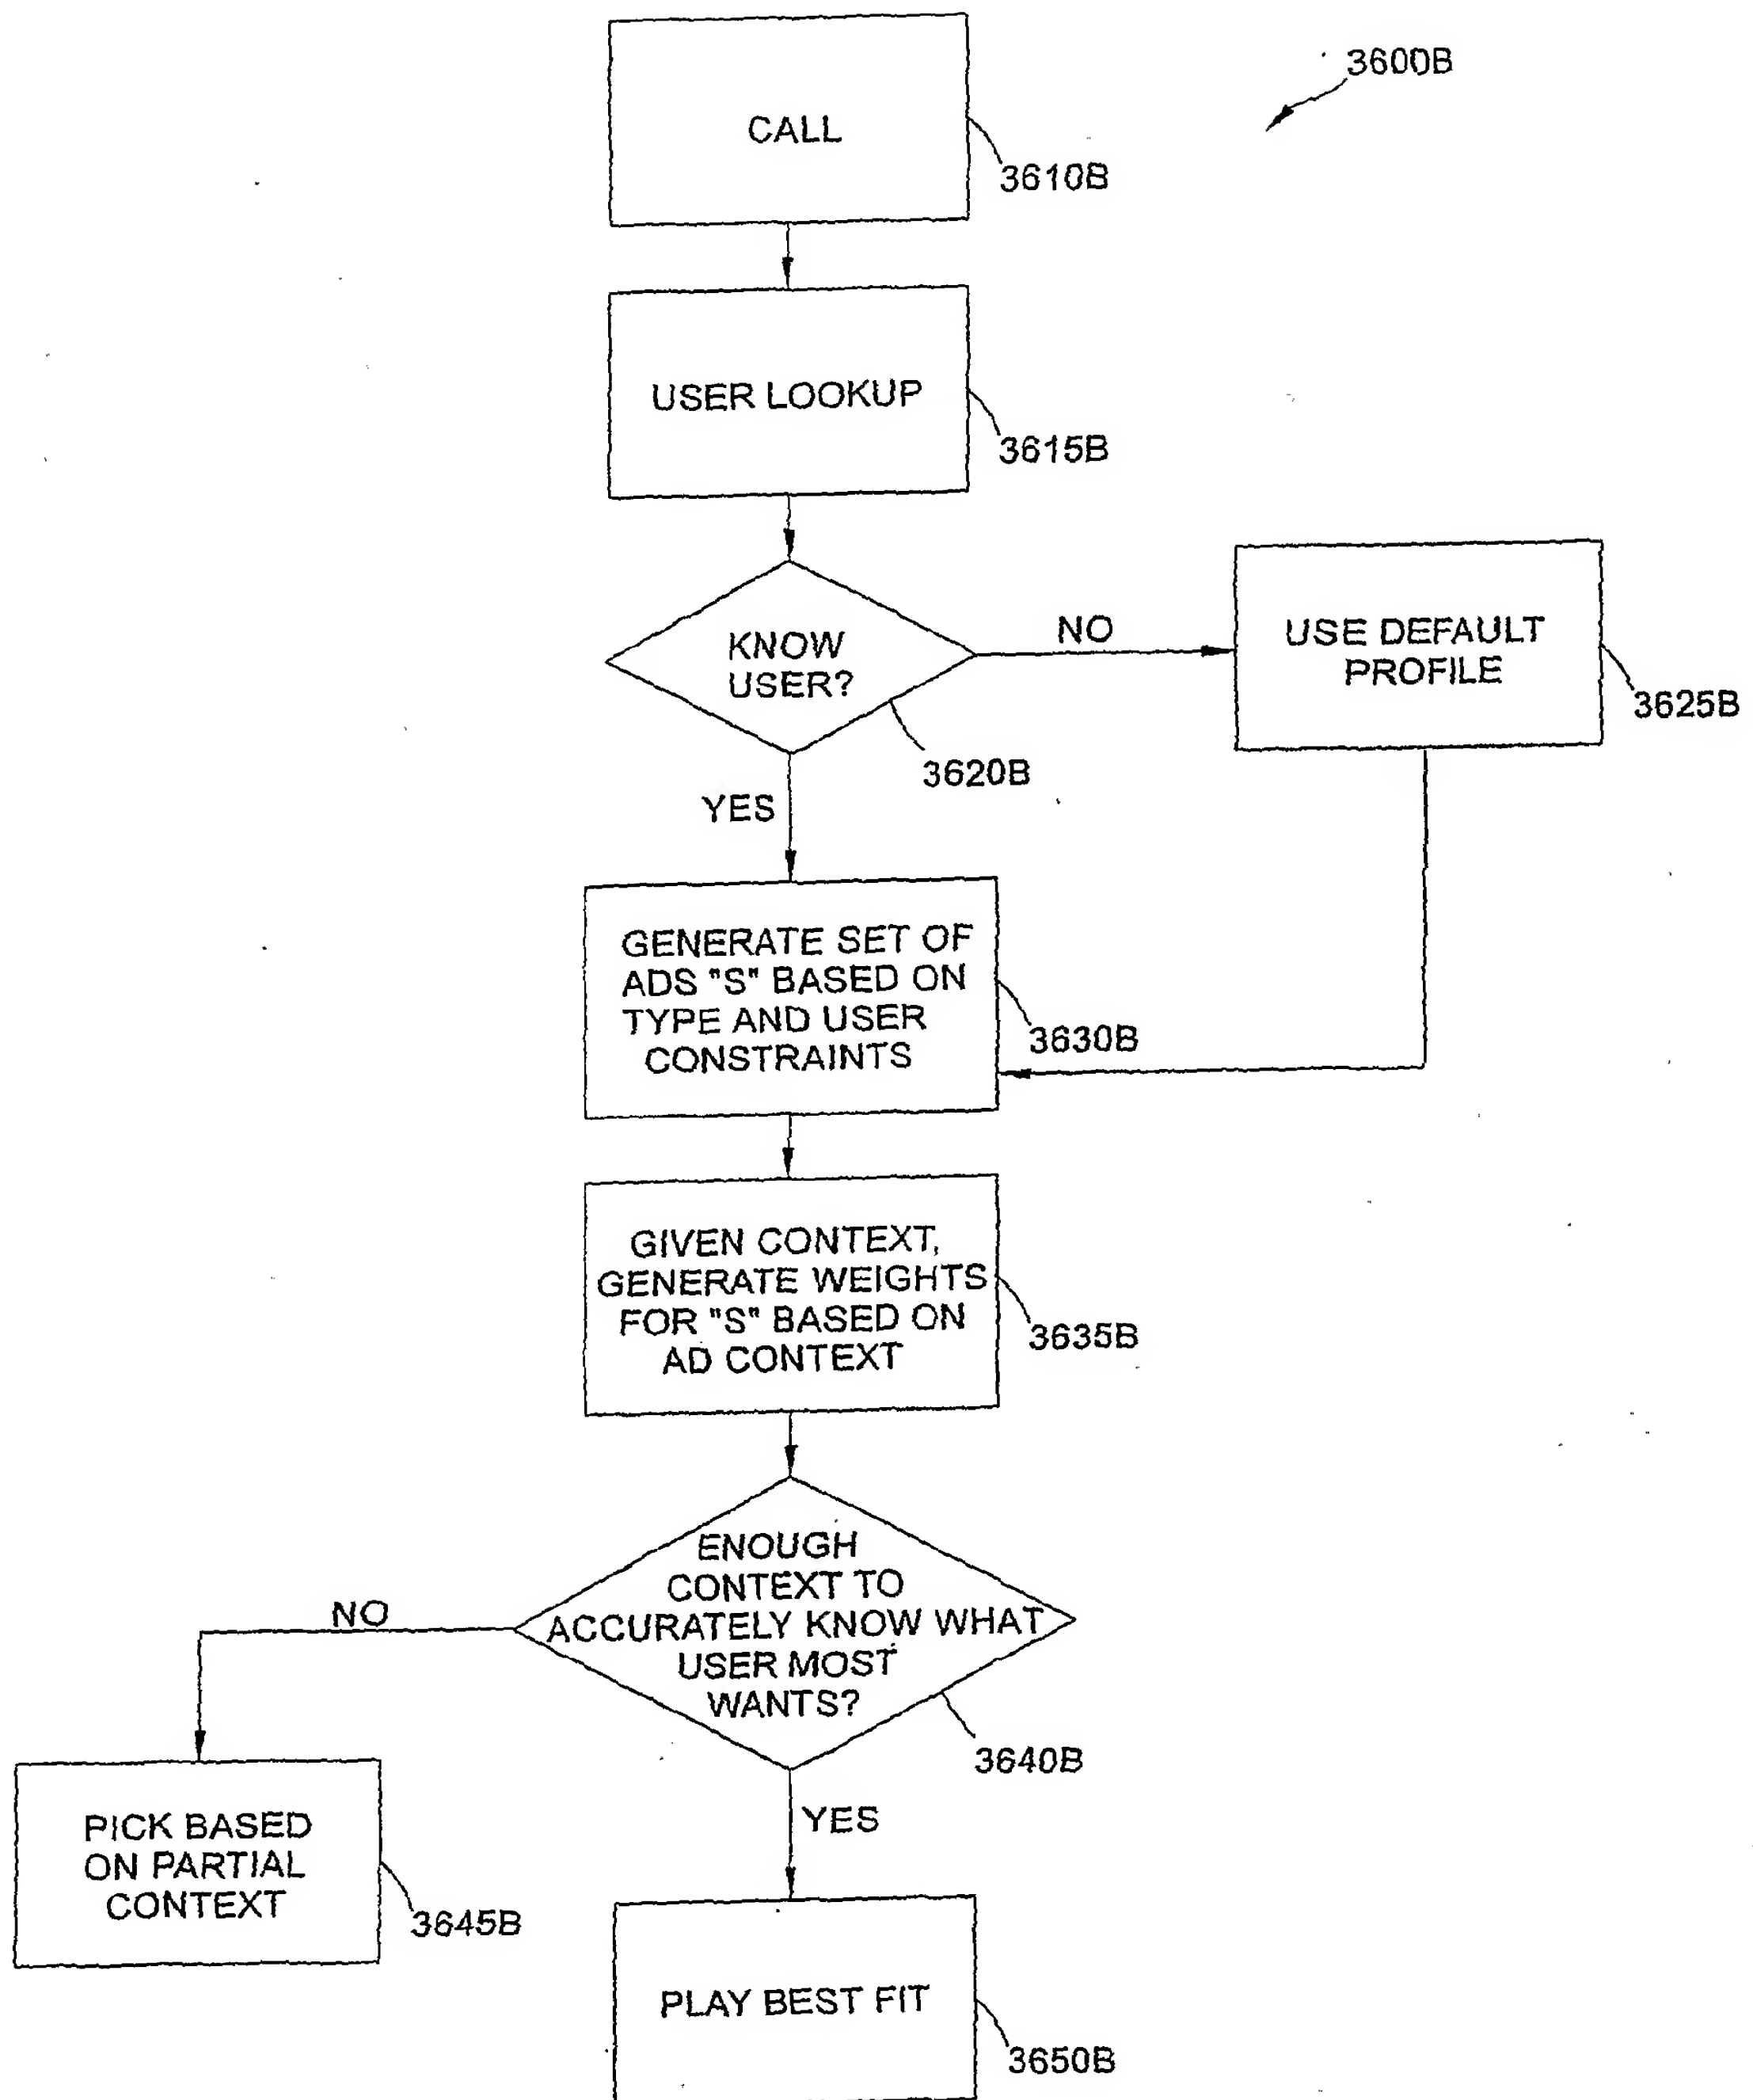 3600B
CALL
3610B
USER LOOKUP
3615B
KNOW
USER?
3620B
NO
USE DEFAULT
PROFILE
3625B
YES
GENERATE SET OF
ADS "S" BASED ON
TYPE AND USER
CONSTRAINTS
3630B
GIVEN CONTEXT,
GENERATE WEIGHTS
FOR "S" BASED ON
AD CONTEXT
3635B
ENOUGH
CONTEXT TO
ACCURATELY KNOW WHAT
USER MOST
WANTS?
3640B
NO
PICK BASED
ON PARTIAL
CONTEXT
3645B
YES
PLAY BEST FIT
3650B